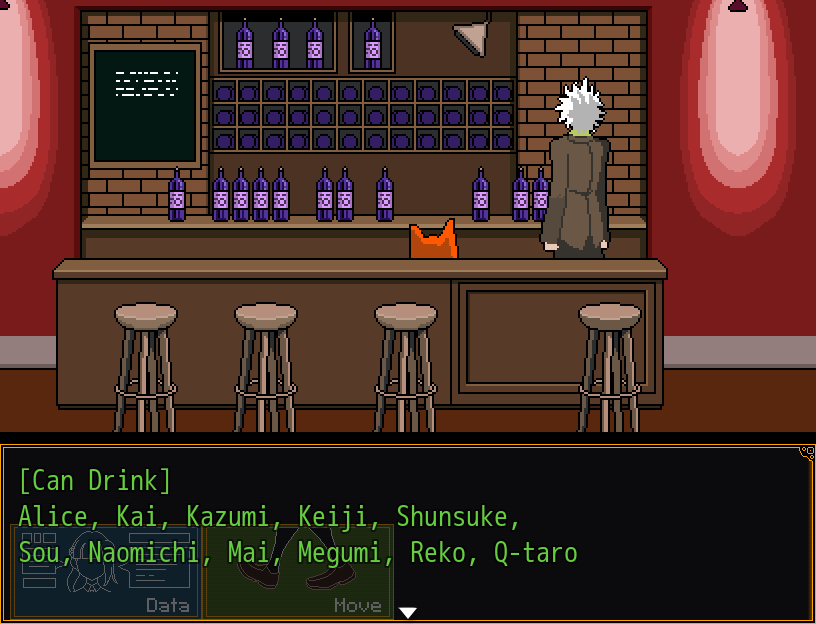 [Can Drink]
Alice, Kai, Kazumi, Keiji, Shunsuke,
Sou, Naomichi, Mai, Megumi, Reko, Q-taro
Data
Move